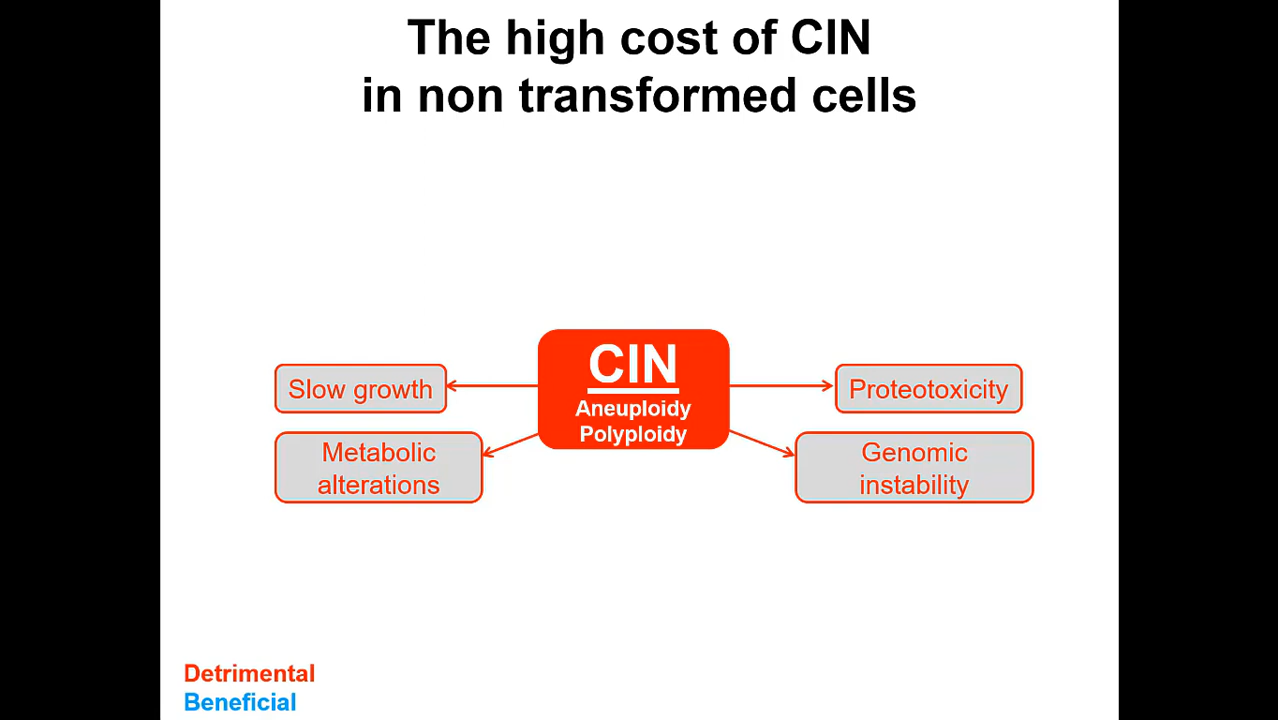 The high cost of CIN
in non transformed cells
CIN
Aneuploidy
Polyploidy
Slow growth
Metabolic
alterations
Proteotoxicity
Genomic
instability
Detrimental
Beneficial